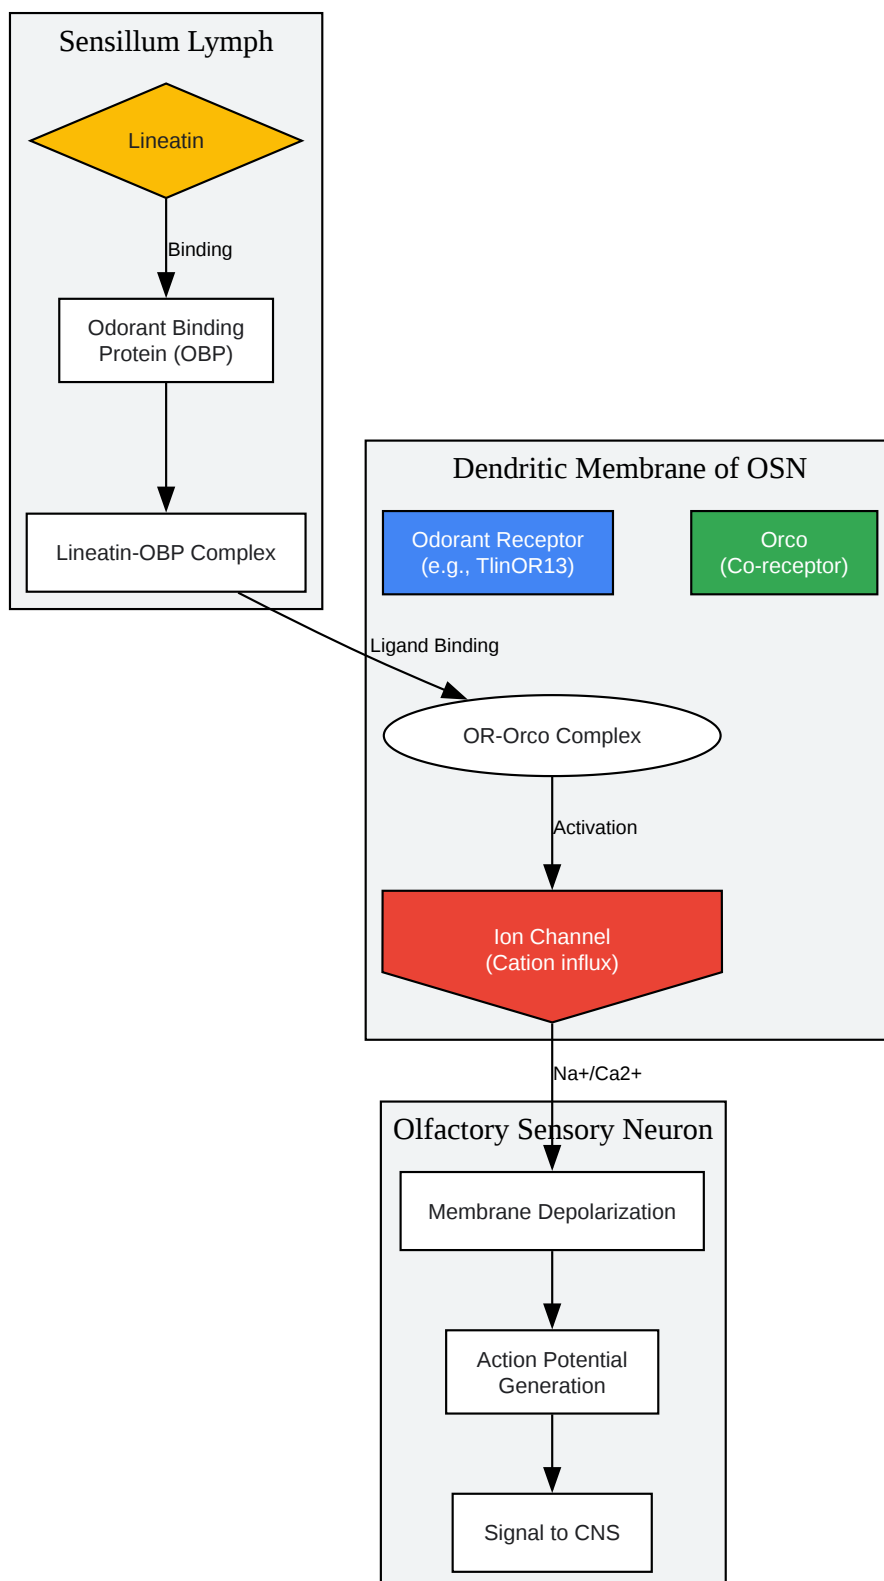 Sensillum Lymph
Lineatin
Binding
Odorant Binding
Protein (OBP)
Lineatin-OBP Complex
Dendritic Membrane of OSN
Odorant Receptor
(e.g., TlinOR13)
Orco
(Co-receptor)
Ligand Binding
OR-Orco Complex
Activation
Ion Channel
(Cation influx)
Na+/Ca2+
Olfactory Sensory Neuron
Membrane Depolarization
Action Potential
Generation
Signal to CNS